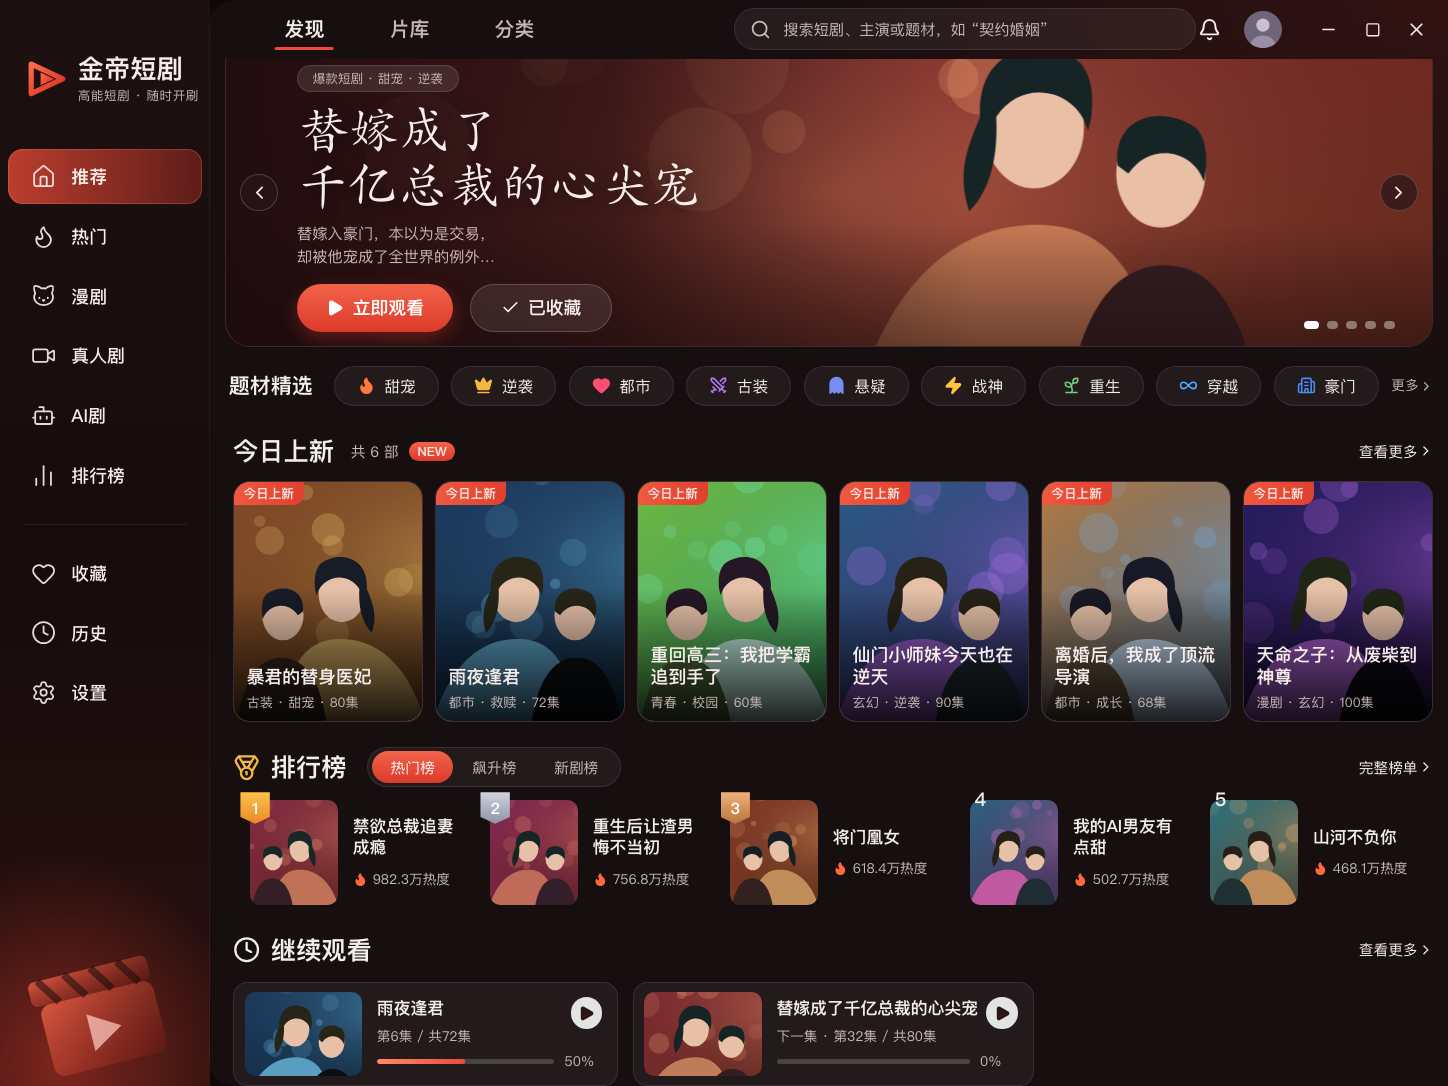 金帝短剧
高能短剧 · 随时开刷
推荐
热门
漫剧
真人剧
AI剧
排行榜
收藏
历史
设置
发现
片库
分类
搜索短剧、主演或题材，如 “契约婚姻”
爆款短剧 · 甜宠 · 逆袭
替嫁成了
千亿总裁的心尖宠
替嫁入豪门，本以为是交易，
却被他宠成了全世界的例外...
立即观看
已收藏
题材精选
甜宠
逆袭
都市
古装
悬疑
战神
重生
穿越
豪门
更多
今日上新
共 6 部
NEW
查看更多
今日上新
暴君的替身医妃
古装 · 甜宠 · 80集
今日上新
雨夜逢君
都市 · 救赎 · 72集
今日上新
重回高三：我把学霸
追到手了
青春 · 校园 · 60集
今日上新
仙门小师妹今天也在
逆天
玄幻 · 逆袭 · 90集
今日上新
离婚后，我成了顶流
导演
都市 · 成长 · 68集
今日上新
天命之子：从废柴到
神尊
漫剧 · 玄幻 · 100集
排行榜
热门榜
飙升榜
新剧榜
完整榜单
1
禁欲总裁追妻
成瘾
982.3万热度
2
重生后让渣男
悔不当初
756.8万热度
3
将门凰女
618.4万热度
4
我的AI男友有
点甜
502.7万热度
5
山河不负你
468.1万热度
继续观看
查看更多
雨夜逢君
第6集 / 共72集
50%
替嫁成了千亿总裁的心尖宠
下一集 · 第32集 / 共80集
0%